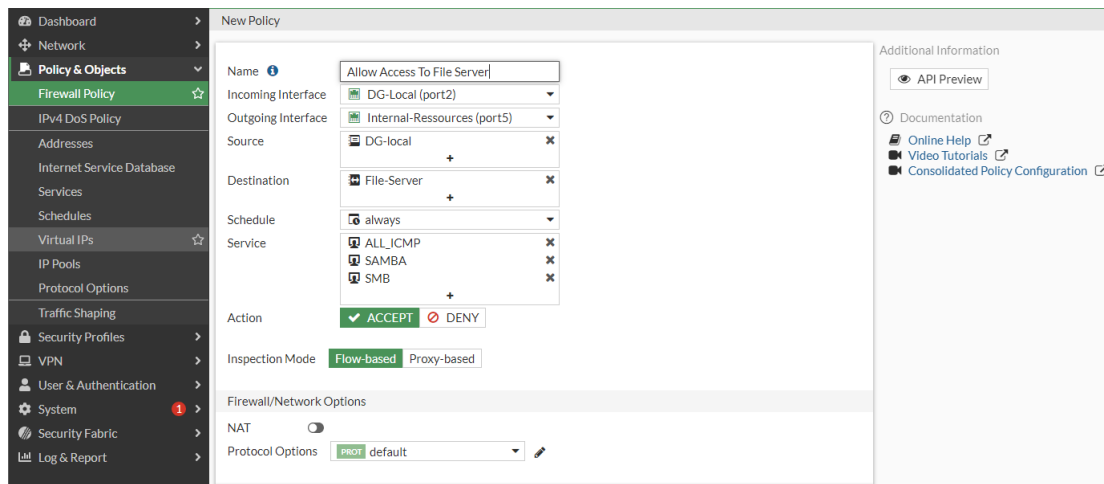 Dashboard
Network
Policy & Objects
Firewall Policy
IPv4 DoS Policy
Addresses
Internet Service Database
Services
Schedules
Virtual IPs
IP Pools
Protocol Options
Traffic Shaping
Security Profiles
VPN
User & Authentication
System 1
Security Fabric
Log & Report
New Policy
Name Allow Access To File Server
Incoming Interface DG-Local (port2)
Outgoing Interface Internal-Ressources (port5)
Source DG-local
+
Destination File-Server
+
Schedule always
Service ALL_ICMP
SAMBA
SMB
+
Action ACCEPT DENY
Inspection Mode Flow-based Proxy-based
Firewall/Network Options
NAT
Protocol Options PROT default
Additional Information
API Preview
Documentation
Online Help
Video Tutorials
Consolidated Policy Configuration